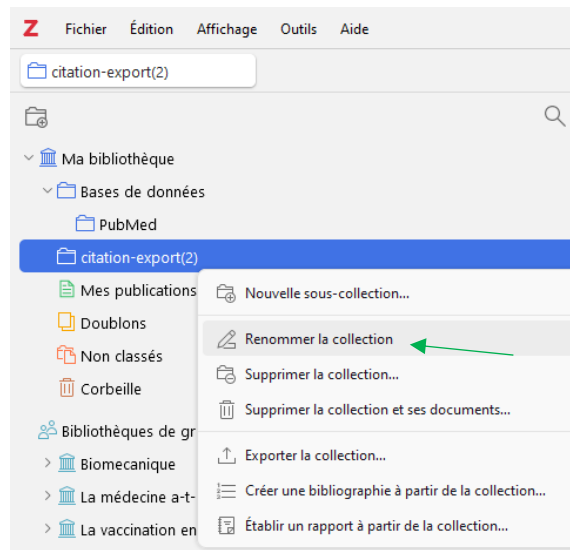 Z Fichier Édition Affichage Outils Aide
citation-export(2)
Ma bibliothèque
Bases de données
PubMed
citation-export(2)
Mes publications
Nouvelle sous-collection...
Doublons
Renommer la collection
Non classés
Supprimer la collection...
Corbeille
Supprimer la collection et ses documents...
Bibliothèques de gr
Exporter la collection...
Biomecanique
Créer une bibliographie à partir de la collection...
La médecine a-t-
Établir un rapport à partir de la collection...
La vaccination en